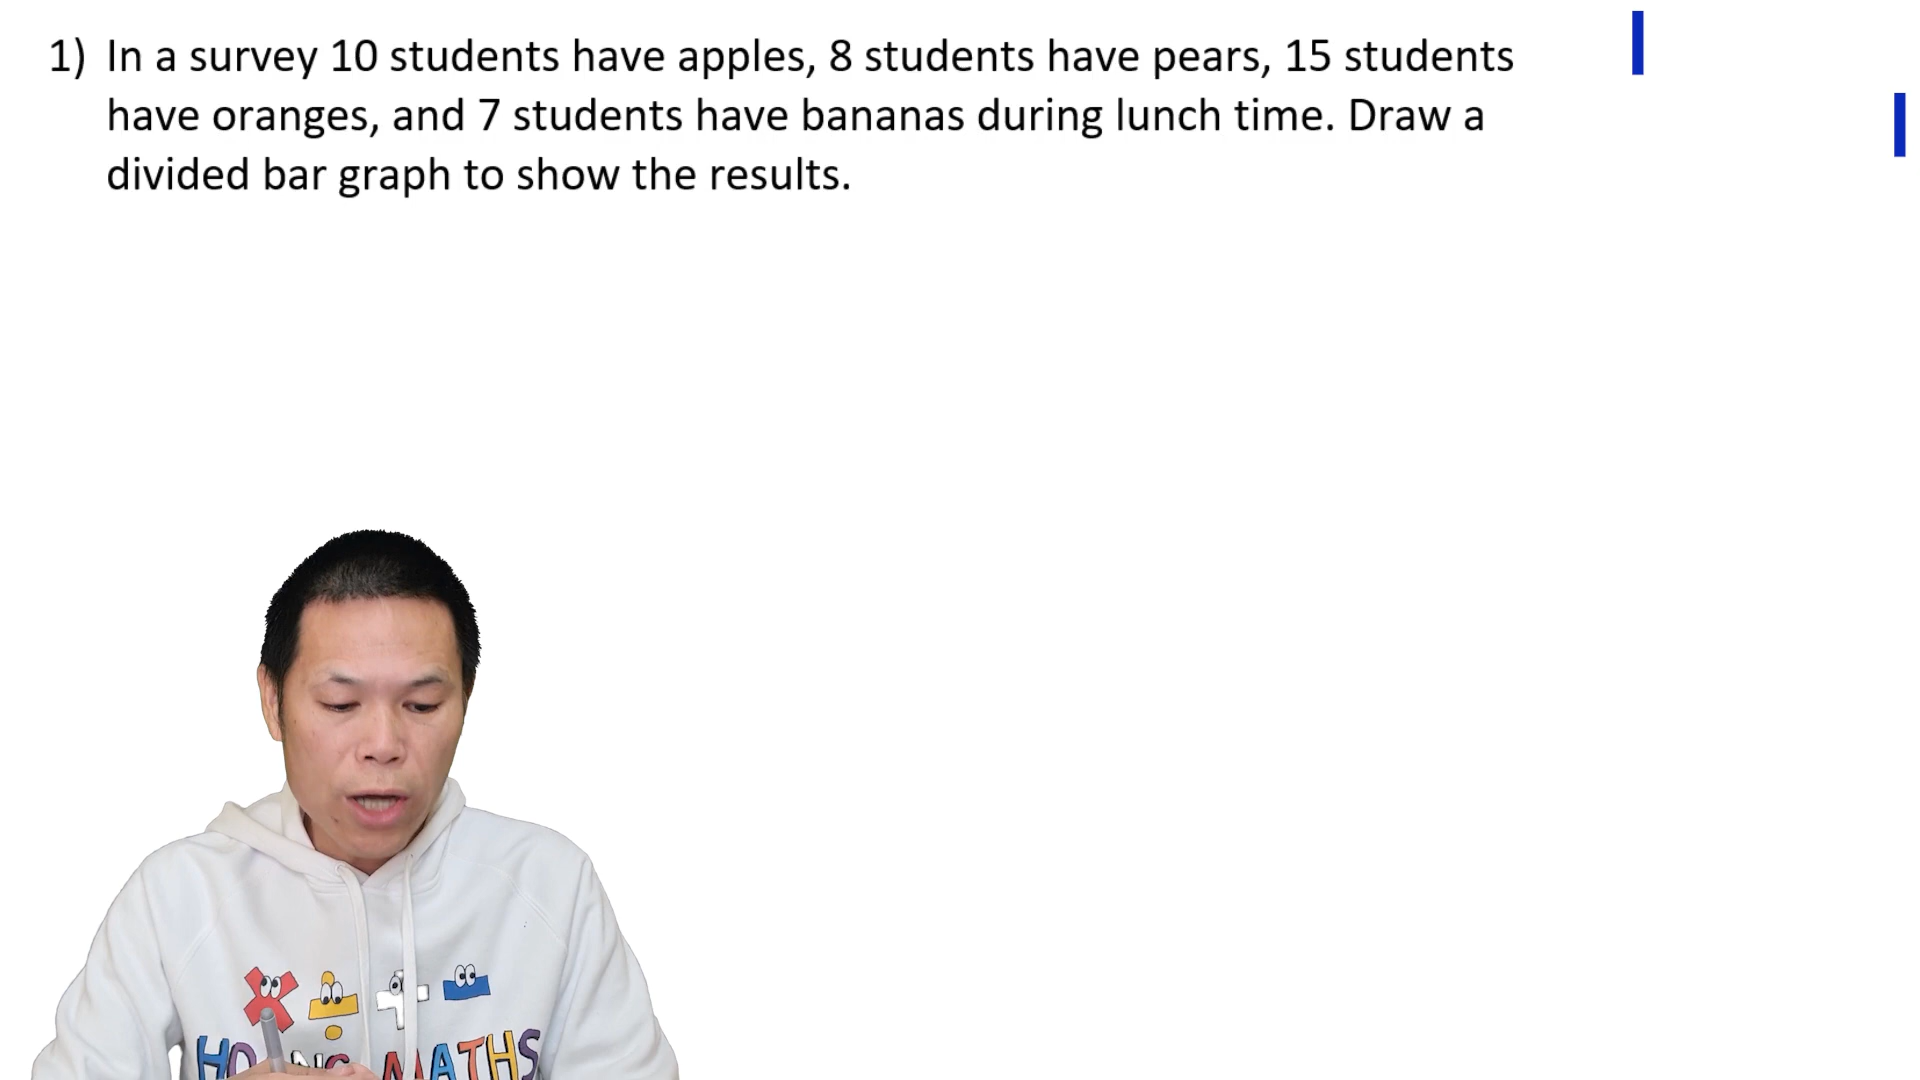 1) In a survey 10 students have apples, 8 students have pears, 15 students
have oranges, and 7 students have bananas during lunch time. Draw a
divided bar graph to show the results.
MATHS